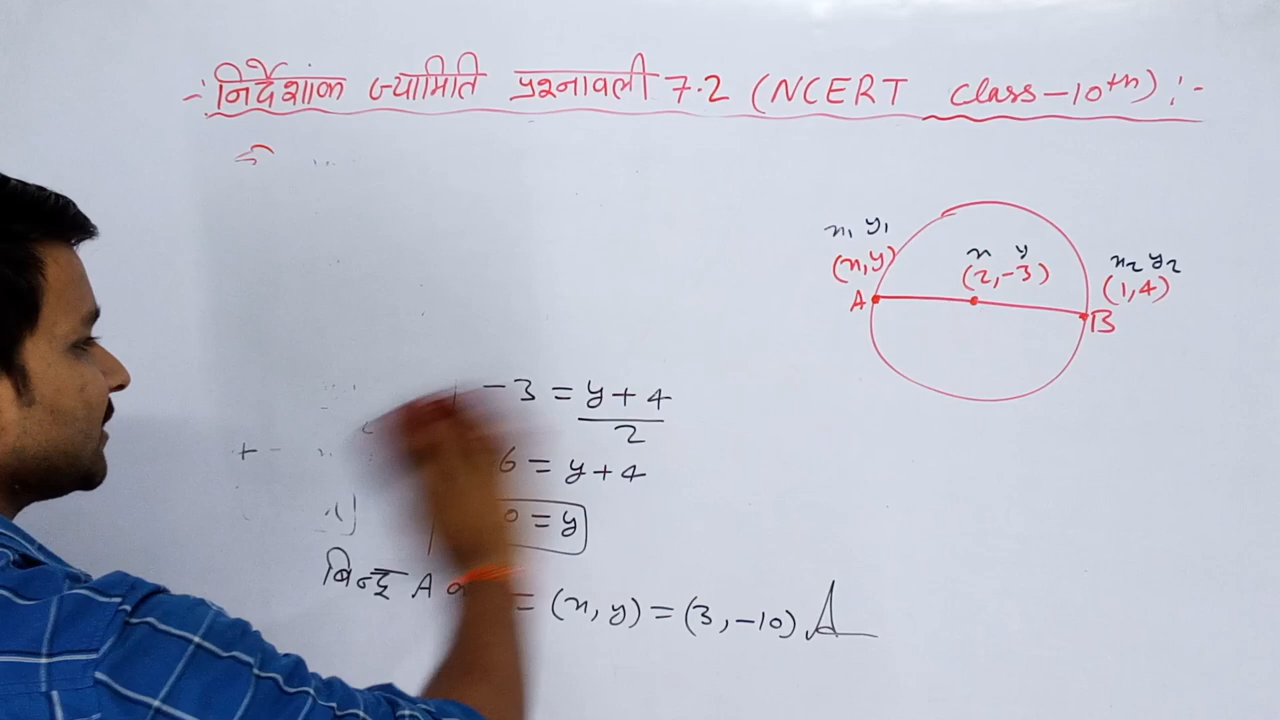 -: निर्देशांक ज्यामिति प्रश्नावली 7.2 (NCERT Class-10th) :-
x1 y1
(x,y)
A
x y
(2,-3)
x2 y2
(1,4)
B
-3 = y+4
2
6 = y+4
0 = y
बिन्दु A = (x,y) = (3,-10) A